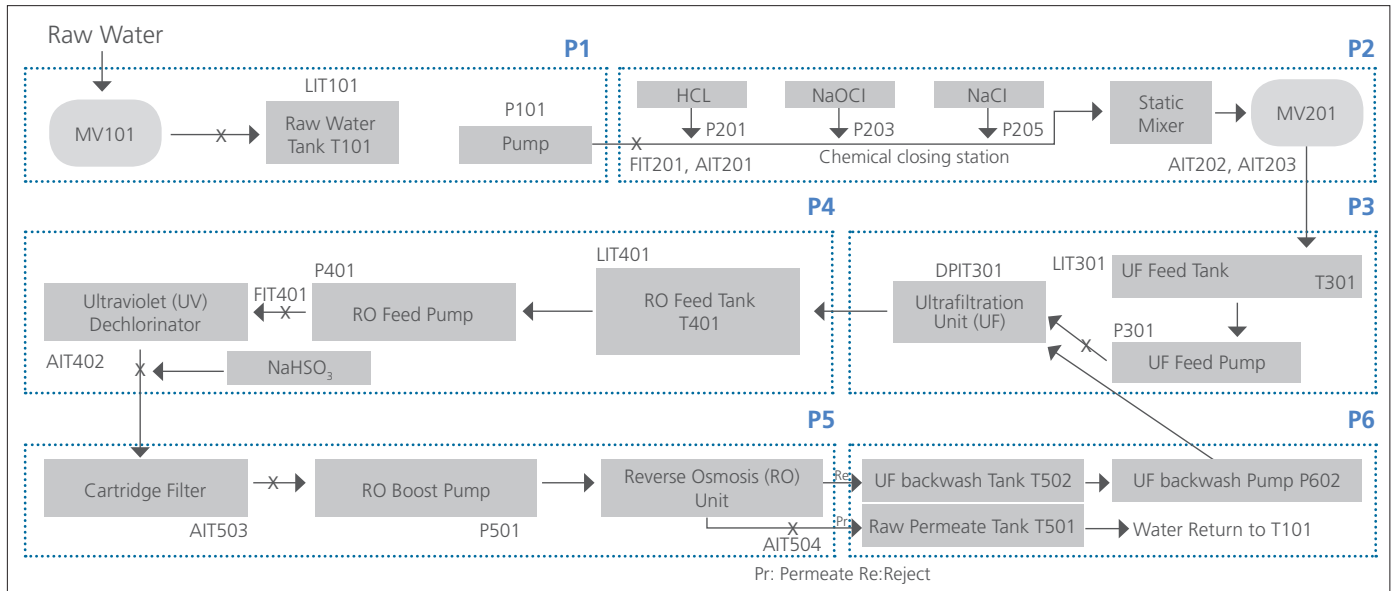 Raw Water
P1
P2
MV101
LIT101
Raw Water
Tank T101
P101
Pump
HCL
NaOCI
NaCI
P201
P203
P205
FIT201, AIT201
Chemical closing station
Static
Mixer
MV201
AIT202, AIT203
P4
P3
Ultraviolet (UV)
Dechlorinator
FIT401
P401
RO Feed Pump
LIT401
RO Feed Tank
T401
AIT402
NaHSO₃
DPIT301
Ultrafiltration
Unit (UF)
LIT301
UF Feed Tank
T301
P301
UF Feed Pump
P5
P6
Cartridge Filter
AIT503
RO Boost Pump
P501
Reverse Osmosis (RO)
Unit
AIT504
Re:
Pr:
UF backwash Tank T502
UF backwash Pump P602
Raw Permeate Tank T501
Water Return to T101
Pr: Permeate Re:Reject